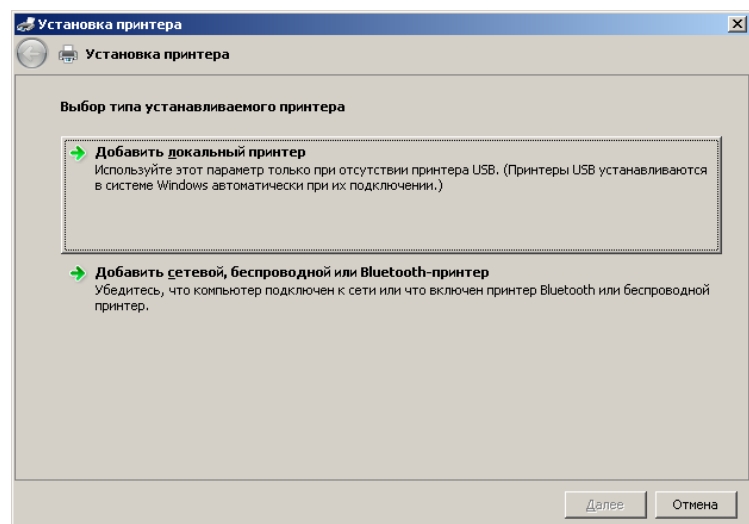 Установка принтера
Установка принтера
Выбор типа устанавливаемого принтера
Добавить локальный принтер
Используйте этот параметр только при отсутствии принтера USB. (Принтеры USB устанавливаются
в системе Windows автоматически при их подключении.)
Добавить сетевой, беспроводной или Bluetooth-принтер
Убедитесь, что компьютер подключен к сети или что включен принтер Bluetooth или беспроводной
принтер.
Далее Отмена